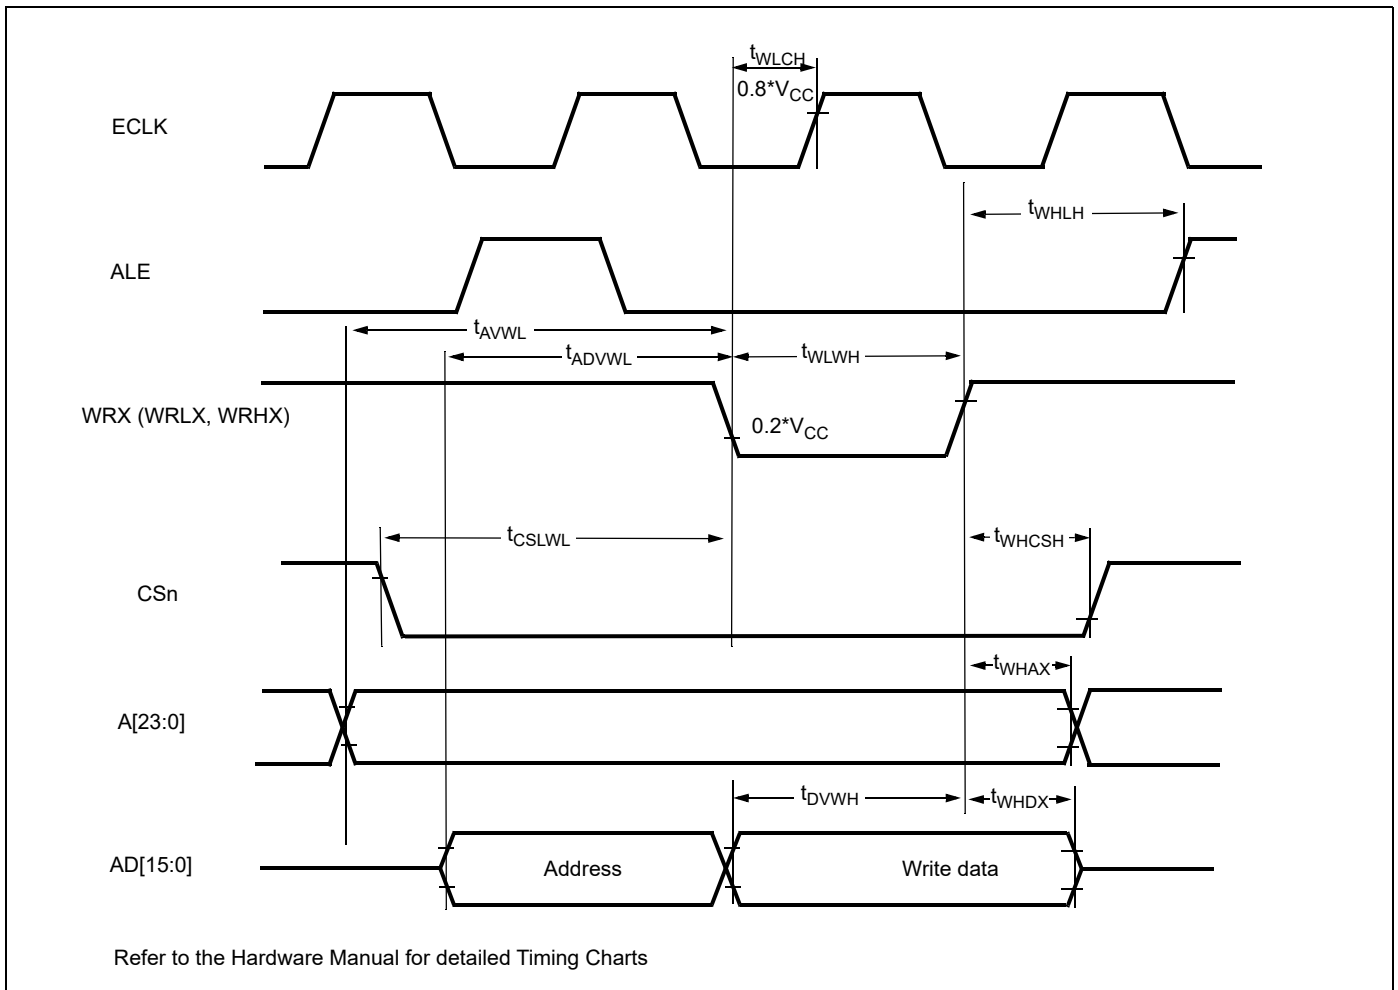 tWLCH
0.8*VCC
ECLK
tWHLH
ALE
tAVWL
tADVWL
tWLWH
WRX (WRLX, WRHX)
0.2*VCC
tCSLWL
tWHCSH
CSn
tWHAX
A[23:0]
tDVWH
tWHDX
AD[15:0]
Address
Write data
Refer to the Hardware Manual for detailed Timing Charts